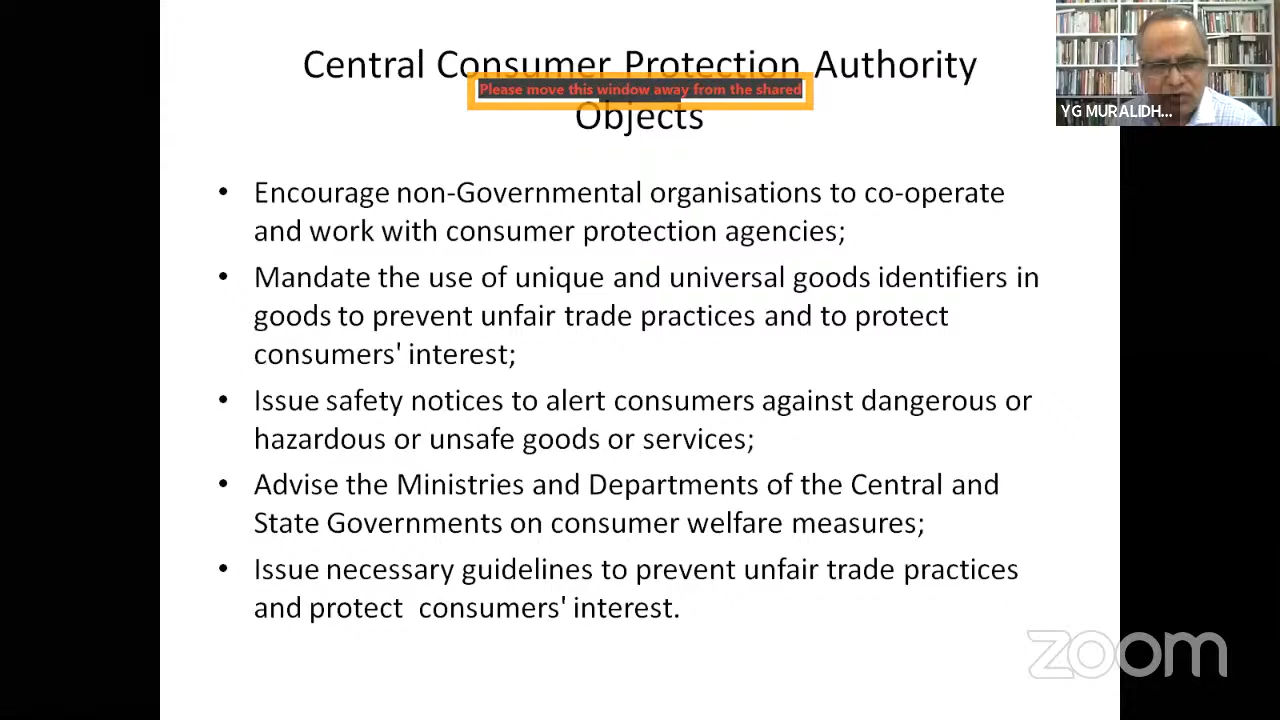 Central Consumer Protection Authority
Please move this window away from the shared
Objects
YG MURALIDH...
• Encourage non-Governmental organisations to co-operate
and work with consumer protection agencies;
• Mandate the use of unique and universal goods identifiers in
goods to prevent unfair trade practices and to protect
consumers' interest;
• Issue safety notices to alert consumers against dangerous or
hazardous or unsafe goods or services;
• Advise the Ministries and Departments of the Central and
State Governments on consumer welfare measures;
• Issue necessary guidelines to prevent unfair trade practices
and protect consumers' interest.
zoom